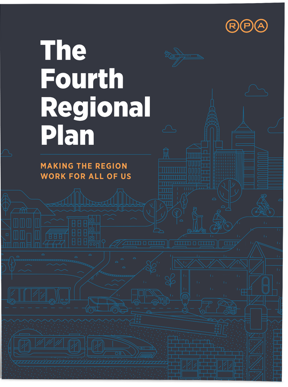 RPA
The
Fourth
Regional
Plan
MAKING THE REGION
WORK FOR ALL OF US